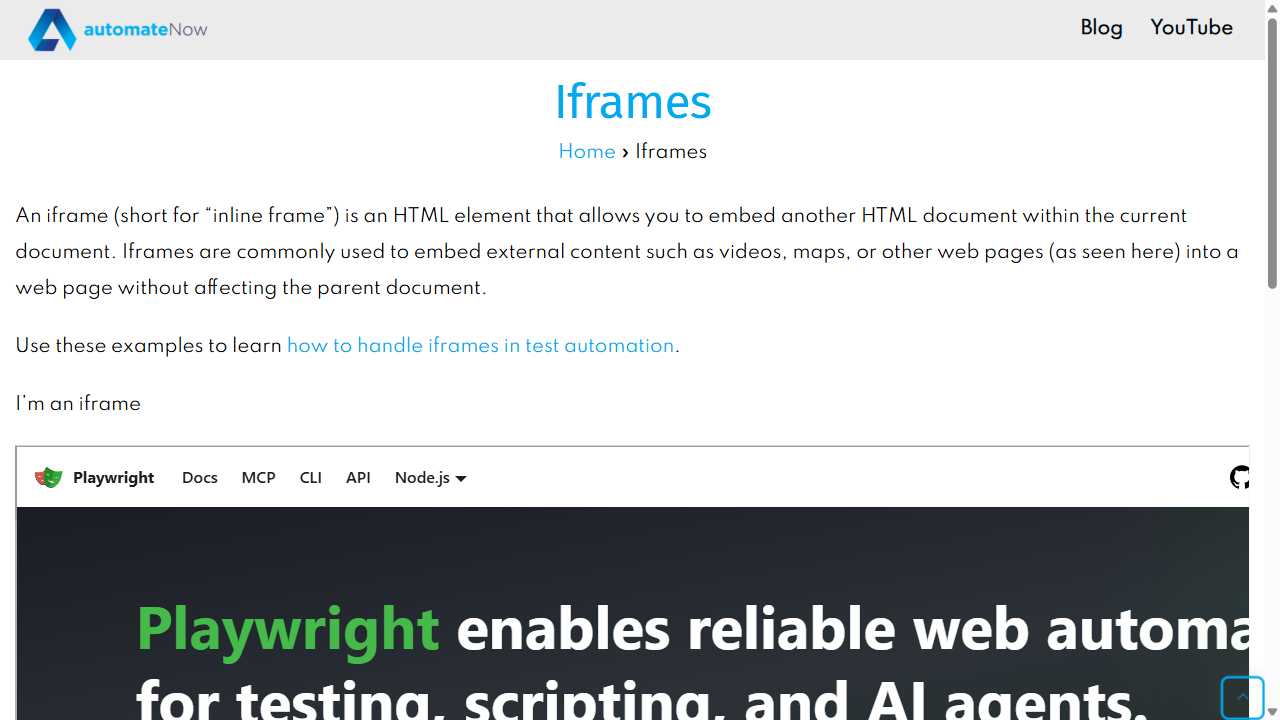 automateNow
Blog YouTube
Iframes
Home › Iframes
An iframe (short for “inline frame”) is an HTML element that allows you to embed another HTML document within the current
document. Iframes are commonly used to embed external content such as videos, maps, or other web pages (as seen here) into a
web page without affecting the parent document.
Use these examples to learn how to handle iframes in test automation.
I’m an iframe
Playwright Docs MCP CLI API Node.js
Playwright enables reliable web automa
for testing, scripting, and AI agents.